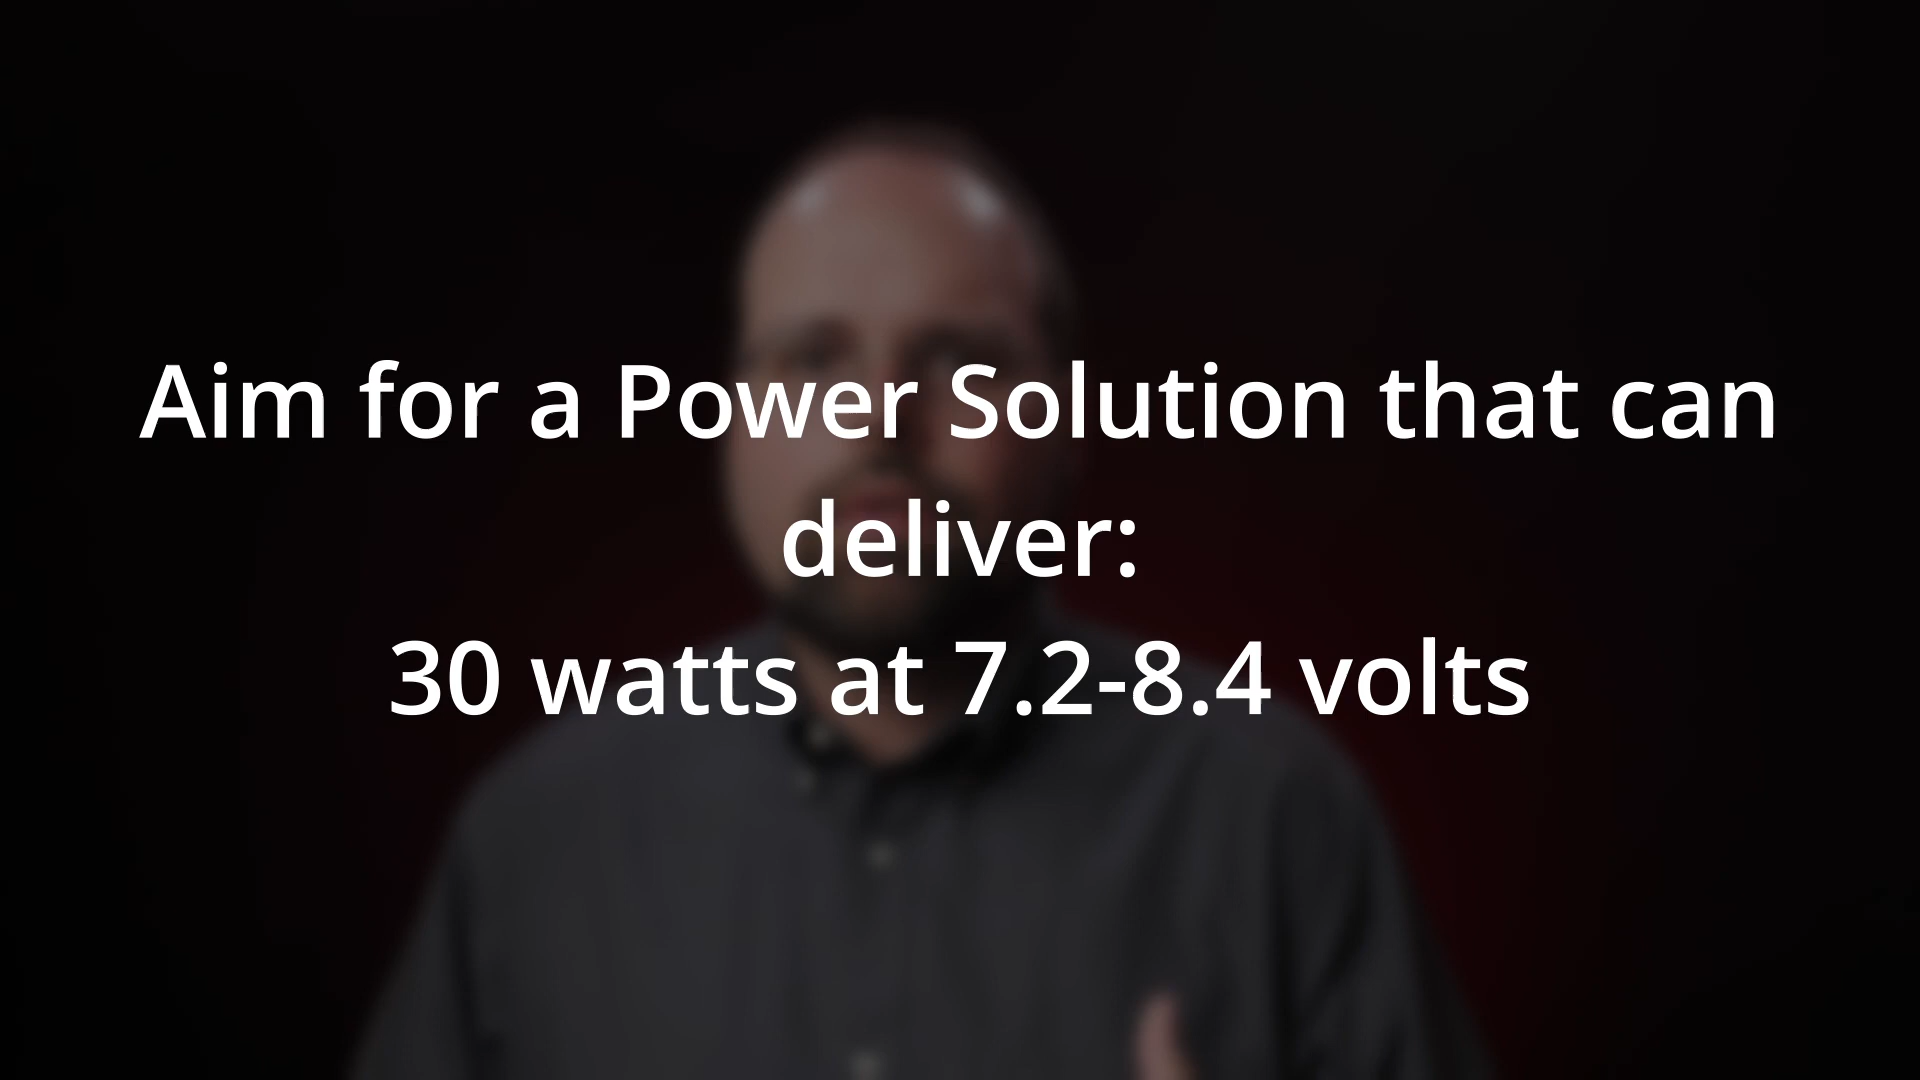 Aim for a Power Solution that can
deliver:
30 watts at 7.2-8.4 volts